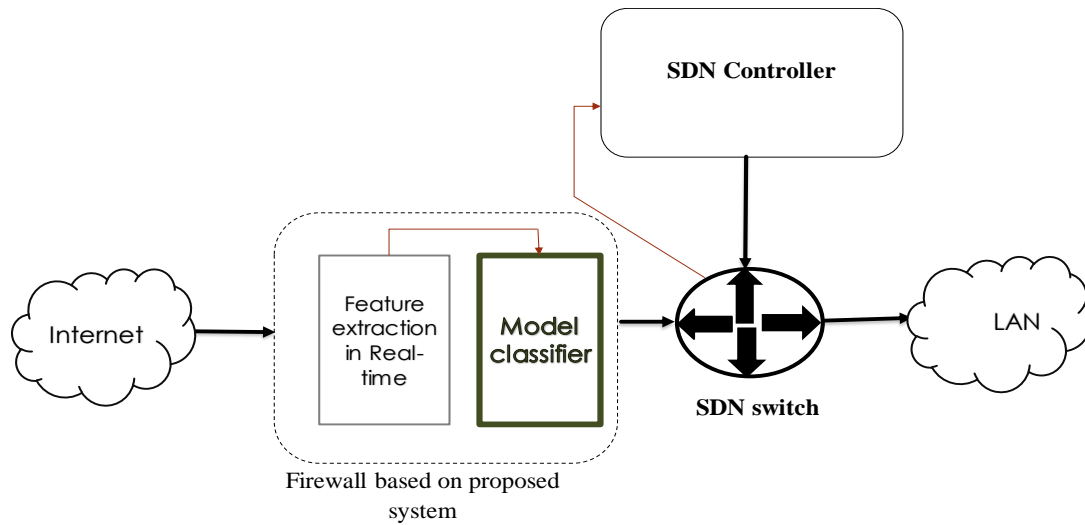 SDN Controller
Internet
Feature
extraction
in Real-
time
Model
classifier
LAN
SDN switch
Firewall based on proposed
system